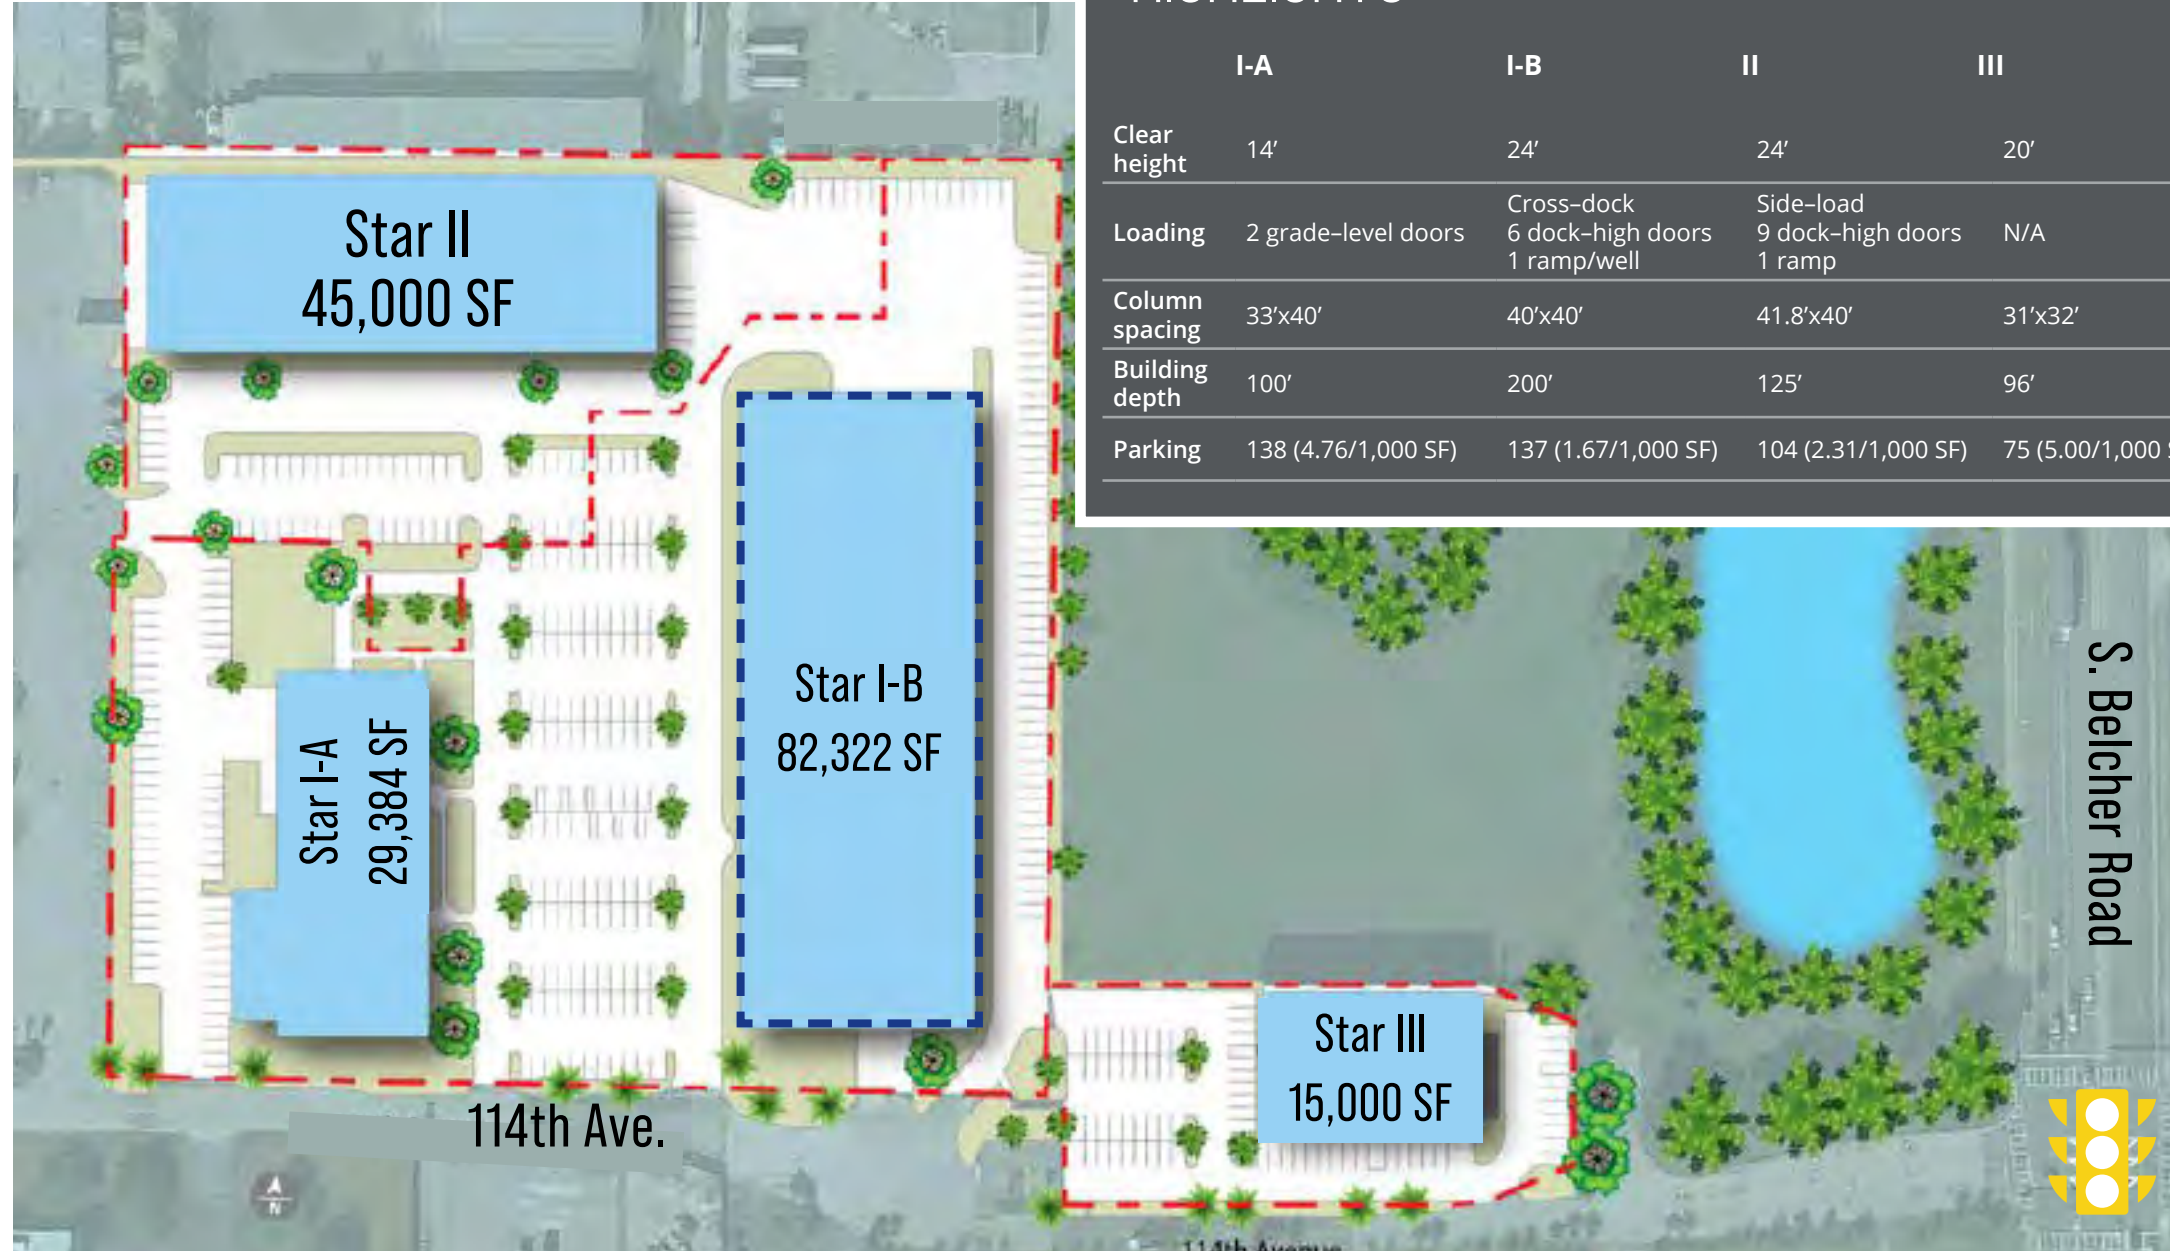 HIGHLIGHTS
I-A I-B II III
Clear height 14’ 24’ 24’ 20’
Loading 2 grade–level doors Cross–dock 6 dock–high doors 1 ramp/well Side–load 9 dock–high doors 1 ramp N/A
Column spacing 33’x40’ 40’x40’ 41.8’x40’ 31’x32’
Building depth 100’ 200’ 125’ 96’
Parking 138 (4.76/1,000 SF) 137 (1.67/1,000 SF) 104 (2.31/1,000 SF) 75 (5.00/1,000 S
Star II
45,000 SF
Star I-A
29,384 SF
Star I-B
82,322 SF
Star III
15,000 SF
S. Belcher Road
114th Ave.
N
114th Avenue